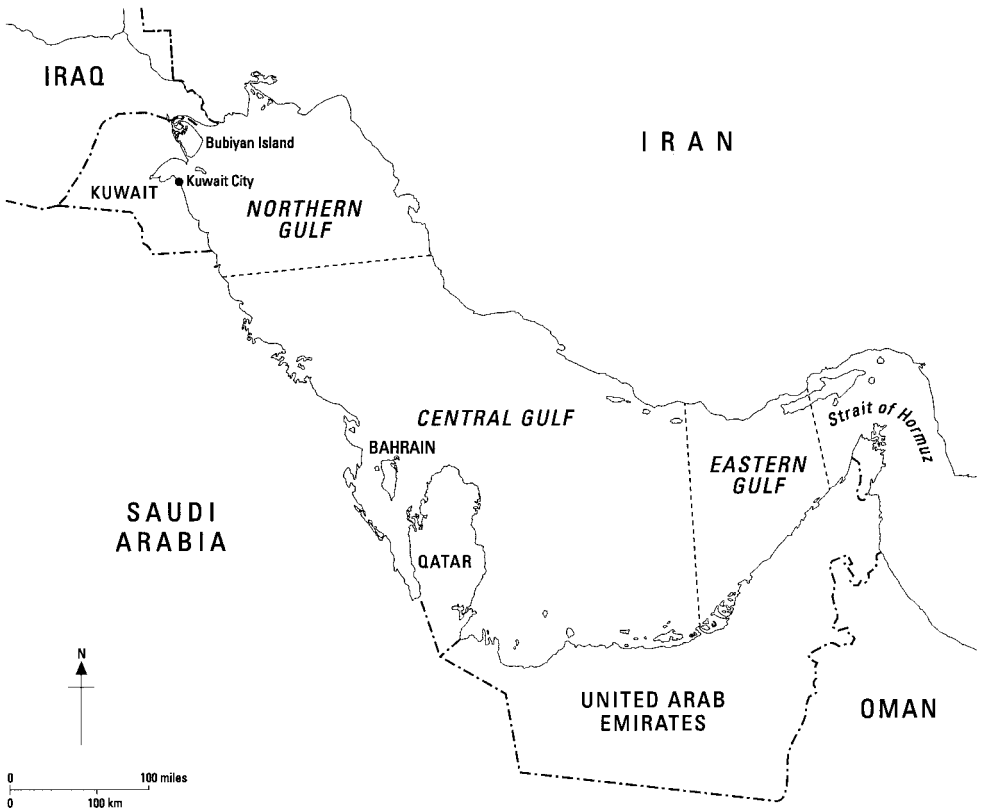 IRAQ
IRAN
Bubiyan Island
Kuwait City
KUWAIT
NORTHERN
GULF
CENTRAL GULF
Strait of Hormuz
BAHRAIN
EASTERN
GULF
SAUDI
ARABIA
QATAR
N
UNITED ARAB
EMIRATES
OMAN
0 100 miles
0 100 km